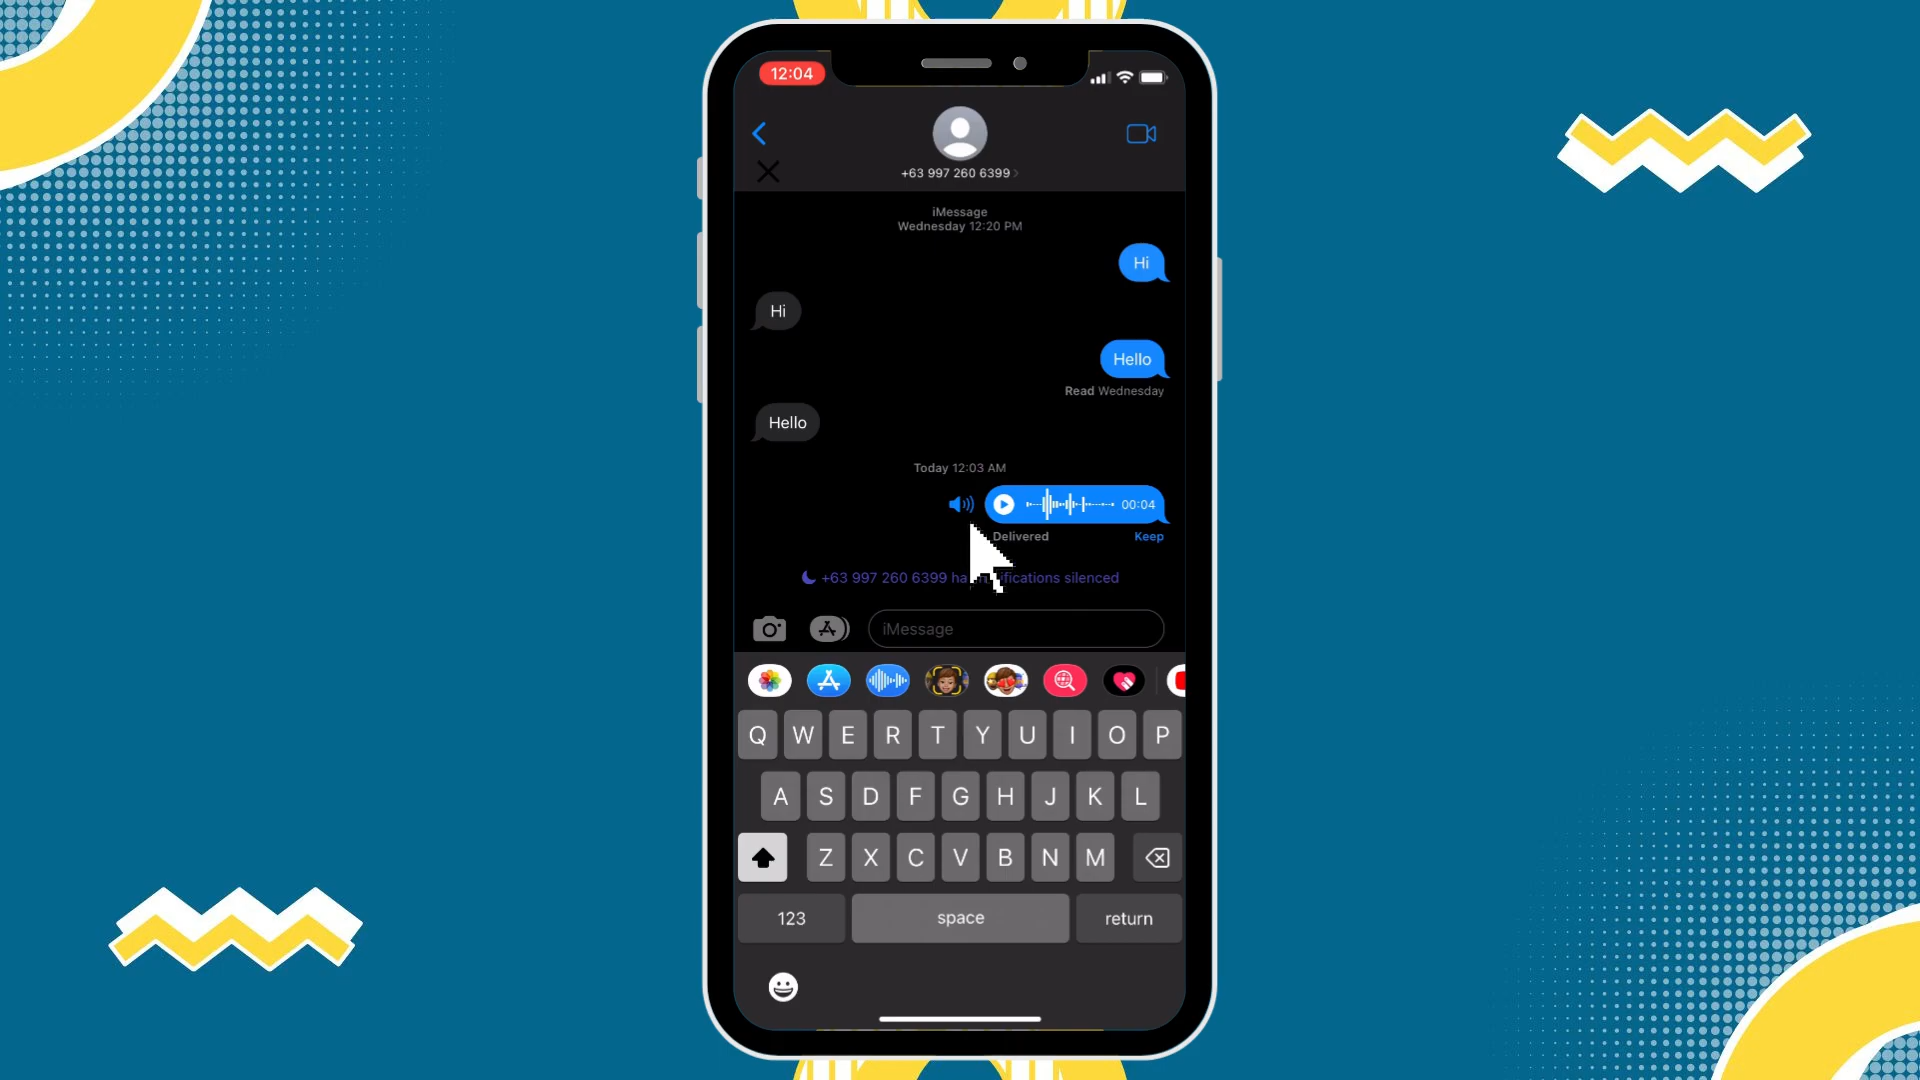 12:04
+63 997 260 6399
iMessage
Wednesday 12:20 PM
Hi
Hi
Hello
Read Wednesday
Hello
Today 12:03 AM
00:04
Delivered Keep
+63 997 260 6399 ha ifications silenced
iMessage
Q W E R T Y U I O P
A S D F G H J K L
Z X C V B N M
123 space return